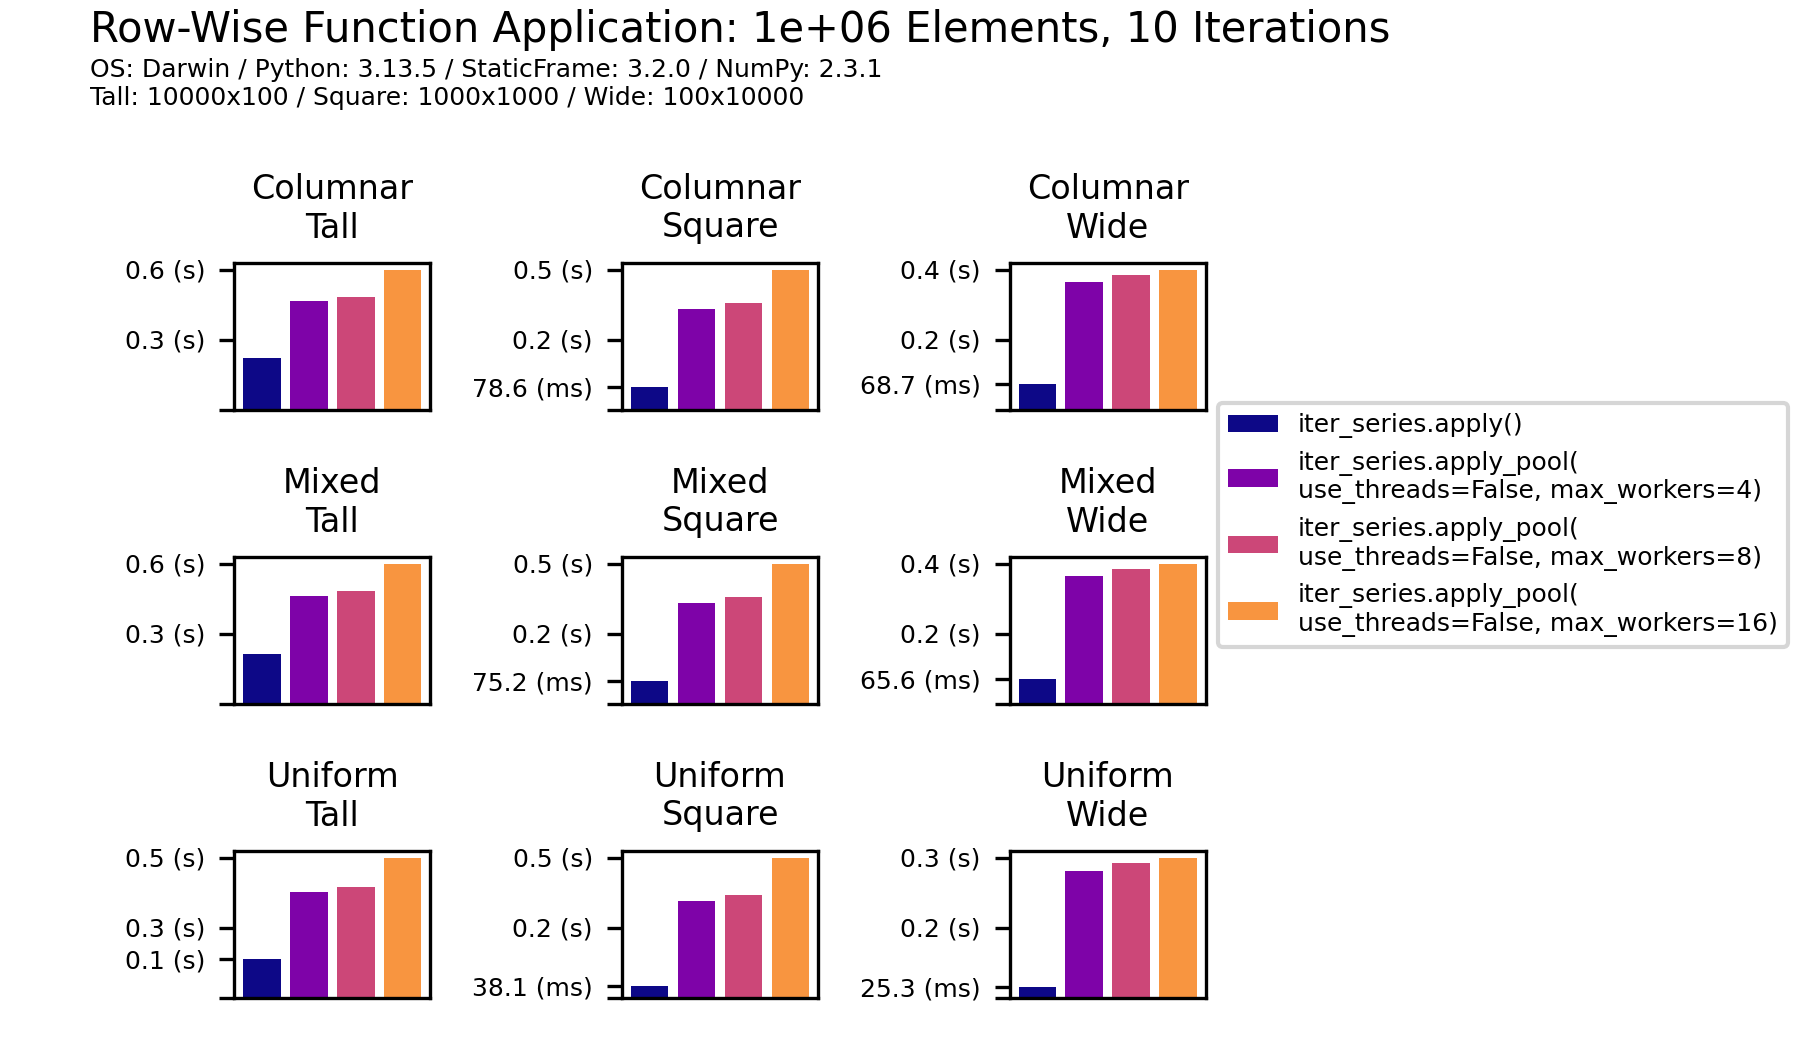 Row-Wise Function Application: 1e+06 Elements, 10 Iterations
OS: Darwin / Python: 3.13.5 / StaticFrame: 3.2.0 / NumPy: 2.3.1
Tall: 10000x100 / Square: 1000x1000 / Wide: 100x10000
Columnar
Tall
0.6 (s)
0.3 (s)
Columnar
Square
0.5 (s)
0.2 (s)
78.6 (ms)
Columnar
Wide
0.4 (s)
0.2 (s)
68.7 (ms)
Mixed
Tall
0.6 (s)
0.3 (s)
Mixed
Square
0.5 (s)
0.2 (s)
75.2 (ms)
Mixed
Wide
0.4 (s)
0.2 (s)
65.6 (ms)
Uniform
Tall
0.5 (s)
0.3 (s)
0.1 (s)
Uniform
Square
0.5 (s)
0.2 (s)
38.1 (ms)
Uniform
Wide
0.3 (s)
0.2 (s)
25.3 (ms)
iter_series.apply()
iter_series.apply_pool(
use_threads=False, max_workers=4)
iter_series.apply_pool(
use_threads=False, max_workers=8)
iter_series.apply_pool(
use_threads=False, max_workers=16)